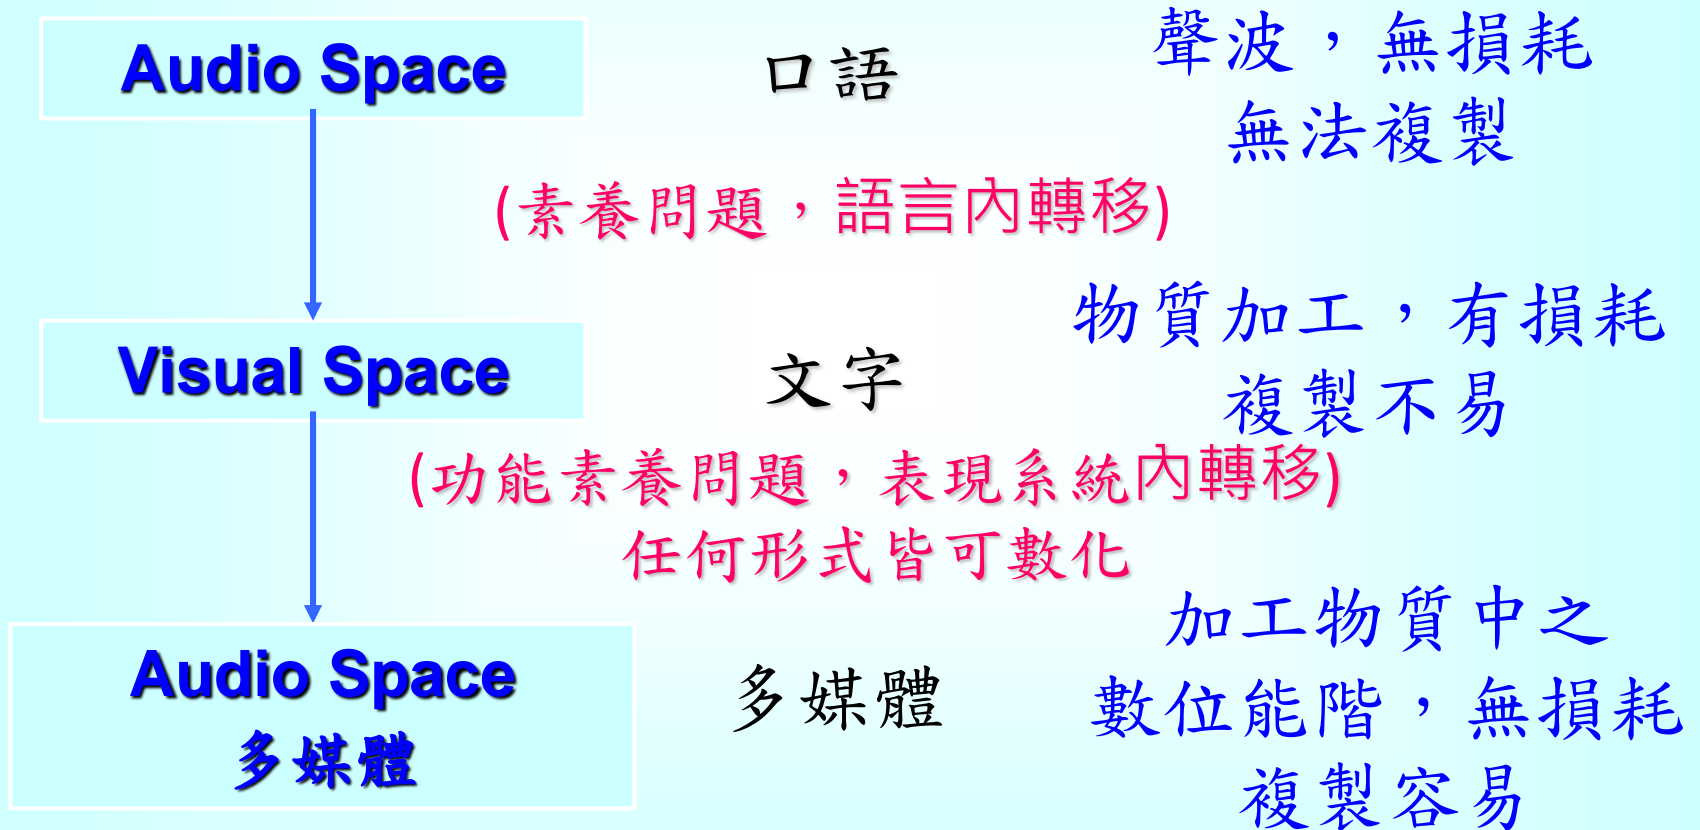 Audio Space
口語
聲波，無損耗
無法複製
(素養問題，語言內轉移)
Visual Space
文字
物質加工，有損耗
複製不易
(功能素養問題，表現系統內轉移)
任何形式皆可數化
Audio Space
多媒體
多媒體
加工物質中之
數位能階，無損耗
複製容易